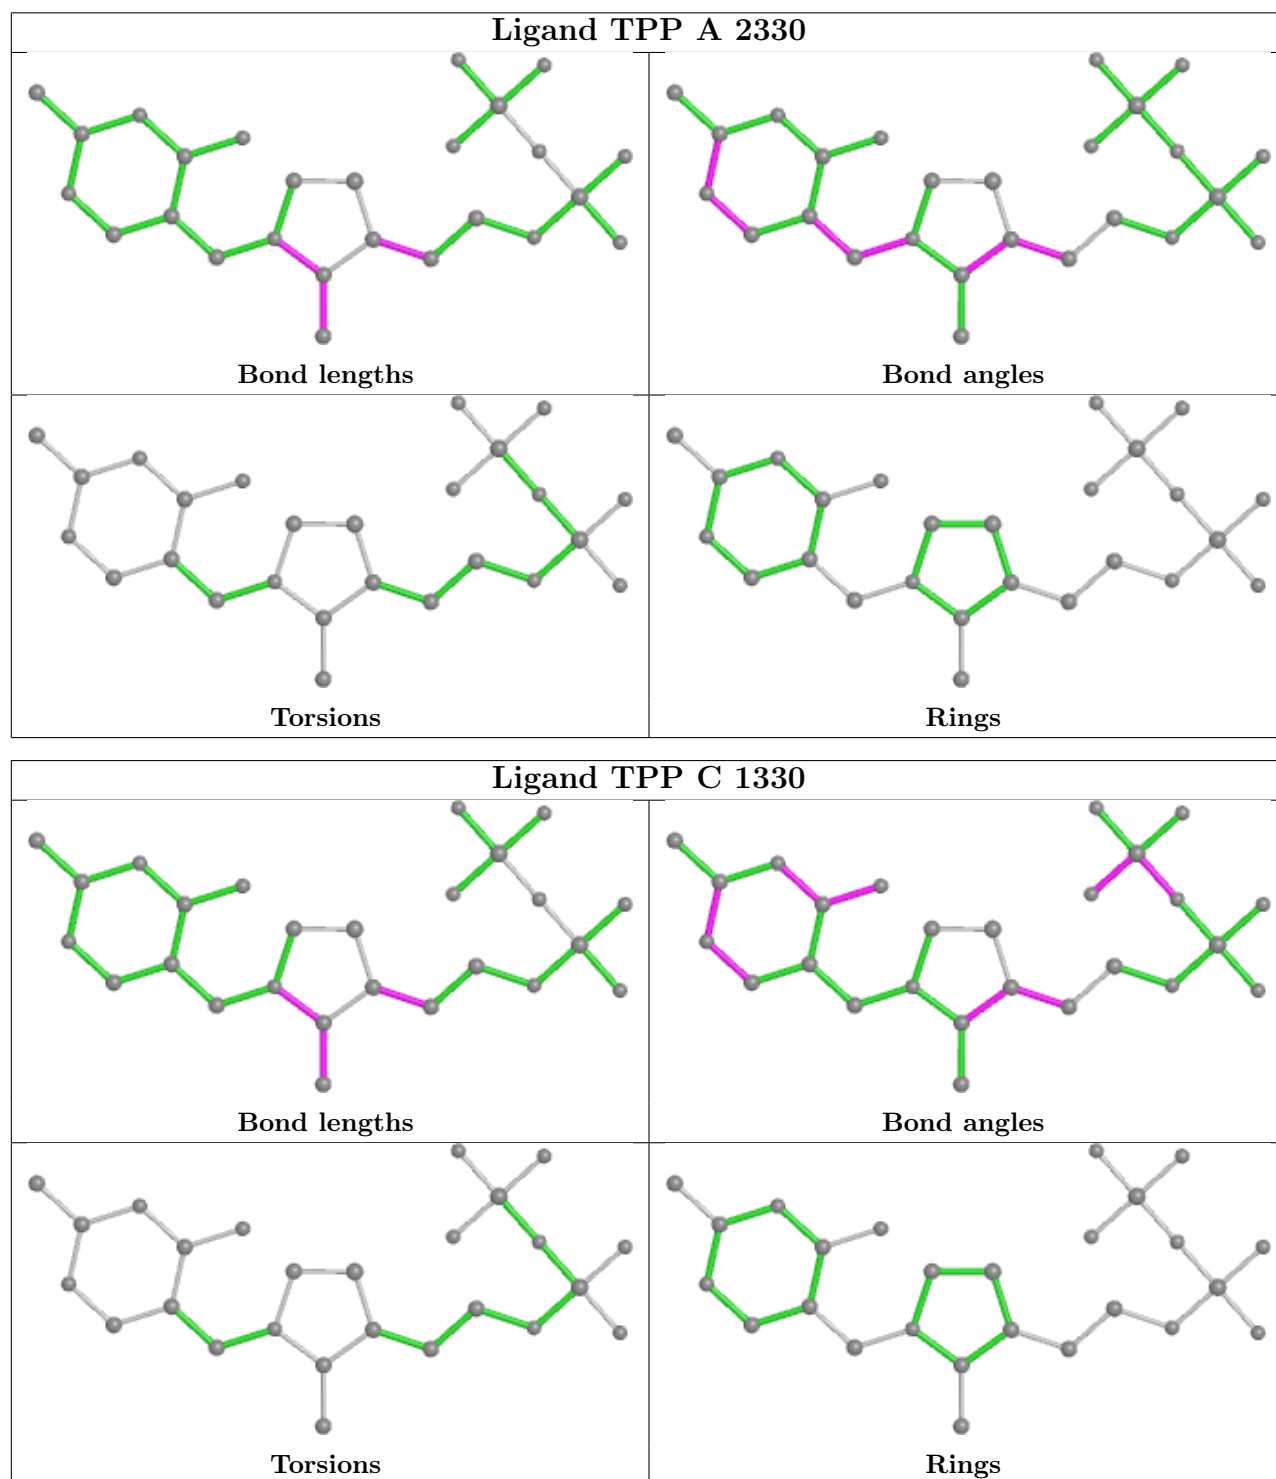 Ligand TPP A 2330
Bond lengths
Bond angles
Torsions
Rings
Ligand TPP C 1330
Bond lengths
Bond angles
Torsions
Rings